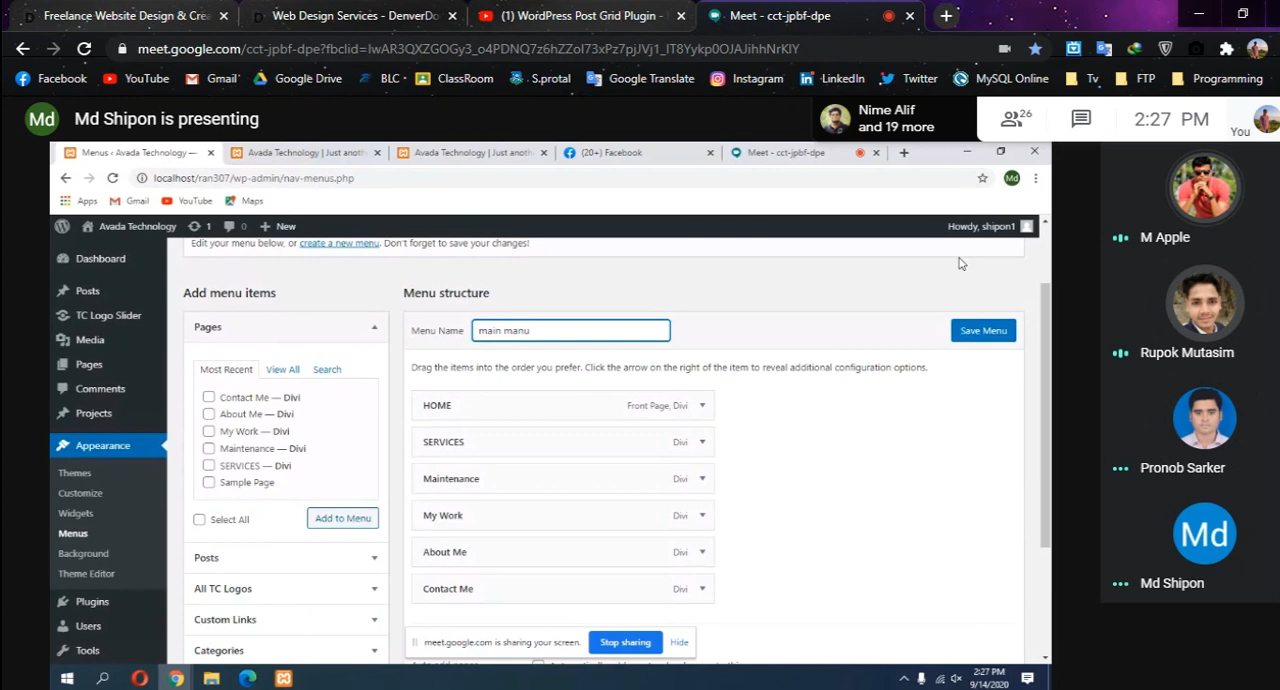 Freelance Website Design & Cre
Web Design Services - DenverDo
(1) WordPress Post Grid Plugin -
Meet - cct-jpbf-dpe
meet.google.com/cct-jpbf-dpe?fbclid=
Facebook
YouTube
Gmail
Google Drive
BLC
ClassRoom
S.protal
Google Translate
Instagram
LinkedIn
Twitter
MySQL Online
Tv
FTP
Programming
Md
Md Shipon is presenting
Nime Alif
and 19 more
26
2:27 PM
You
Menus ‹ Avada Technology —
Avada Technology | Just anoth
Avada Technology | Just anoth
(20+) Facebook
Meet - cct-jpbf-dpe
localhost/ran307/wp-admin/nav-menus.php
Md
Apps
Gmail
YouTube
Maps
Avada Technology
1
0
New
Howdy, shipon1
Edit your menu below, or create a new menu. Don't forget to save your changes!
Dashboard
Posts
TC Logo Slider
Media
Pages
Comments
Projects
Appearance
Themes
Customize
Widgets
Menus
Background
Theme Editor
Plugins
Users
Tools
Add menu items
Pages
Most Recent
View All
Search
Contact Me — Divi
About Me — Divi
My Work — Divi
Maintenance — Divi
SERVICES — Divi
Sample Page
Select All
Add to Menu
Posts
All TC Logos
Custom Links
Categories
Menu structure
Menu Name
main manu
Save Menu
Drag the items into the order you prefer. Click the arrow on the right of the item to reveal additional configuration options.
HOME
Front Page, Divi
SERVICES
Divi
Maintenance
Divi
My Work
Divi
About Me
Divi
Contact Me
Divi
meet.google.com is sharing your screen.
Stop sharing
Hide
2:27 PM
9/14/2020
M Apple
Rupok Mutasim
Pronob Sarker
Md
Md Shipon